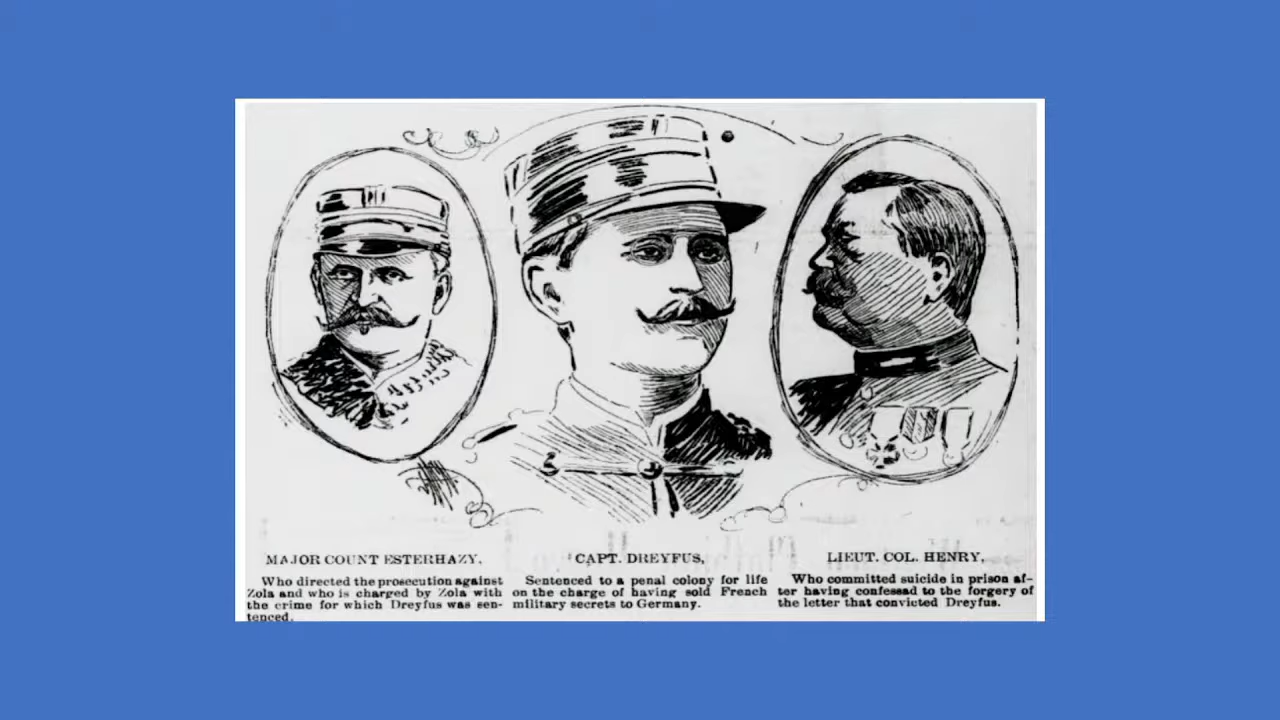 MAJOR COUNT ESTERHAZY,
Who directed the prosecution against
Zola and who is charged by Zola with
the crime for which Dreyfus was sen-
tenced.
CAPT. DREYFUS,
Sentenced to a penal colony for life
on the charge of having sold French
military secrets to Germany.
LIEUT. COL. HENRY,
Who committed suicide in prison af-
ter having confessad to the forgery of
the letter that convicted Dreyfus.